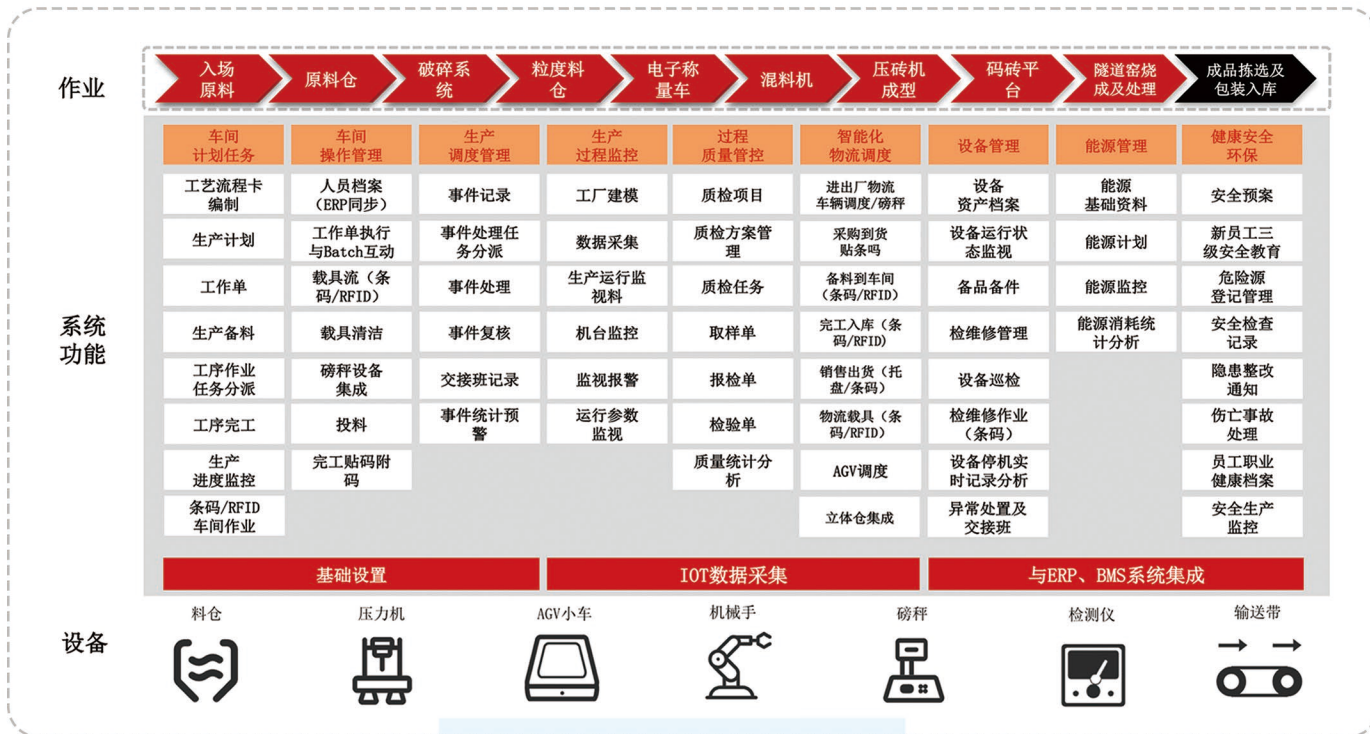 作业
入场
原料
原料仓
破碎系
统
粒度料
仓
电子称
量车
混料机
压砖机
成型
码砖平
台
隧道窑烧
成及处理
成品拣选及
包装入库
系统
功能
车间
计划任务
工艺流程卡
编制
生产计划
工作单
生产备料
工序作业
任务分派
工序完工
生产
进度监控
条码/RFID
车间作业
车间
操作管理
人员档案
(ERP同步)
工作单执行
与Batch互动
载具流(条
码/RFID)
载具清洁
磅秤设备
集成
投料
完工贴码附
码
生产
调度管理
事件记录
事件处理任
务分派
事件处理
事件复核
交接班记录
事件统计预
警
生产
过程监控
工厂建模
数据采集
生产运行监
视料
机台监控
监视报警
运行参数
监视
过程
质量管控
质检项目
质检方案管
理
质检任务
取样单
报检单
检验单
质量统计分
析
智能化
物流调度
进出厂物流
车辆调度/磅秤
采购到货
贴条吗
备料到车间
(条码/RFID)
完工入库(条
码/RFID)
销售出货(托
盘/条码)
物流载具(条
码/RFID)
AGV调度
立体仓集成
设备管理
设备
资产档案
设备运行状
态监视
备品备件
检维修管理
设备巡检
检维修作业
(条码)
设备停机实
时记录分析
异常处置及
交接班
能源管理
能源
基础资料
能源计划
能源监控
能源消耗统
计分析
健康安全
环保
安全预案
新员工三
级安全教育
危险源
登记管理
安全检查
记录
隐患整改
通知
伤亡事故
处理
员工职业
健康档案
安全生产
监控
基础设置
IOT数据采集
与ERP、BMS系统集成
设备
料仓
压力机
AGV小车
机械手
磅秤
检测仪
输送带